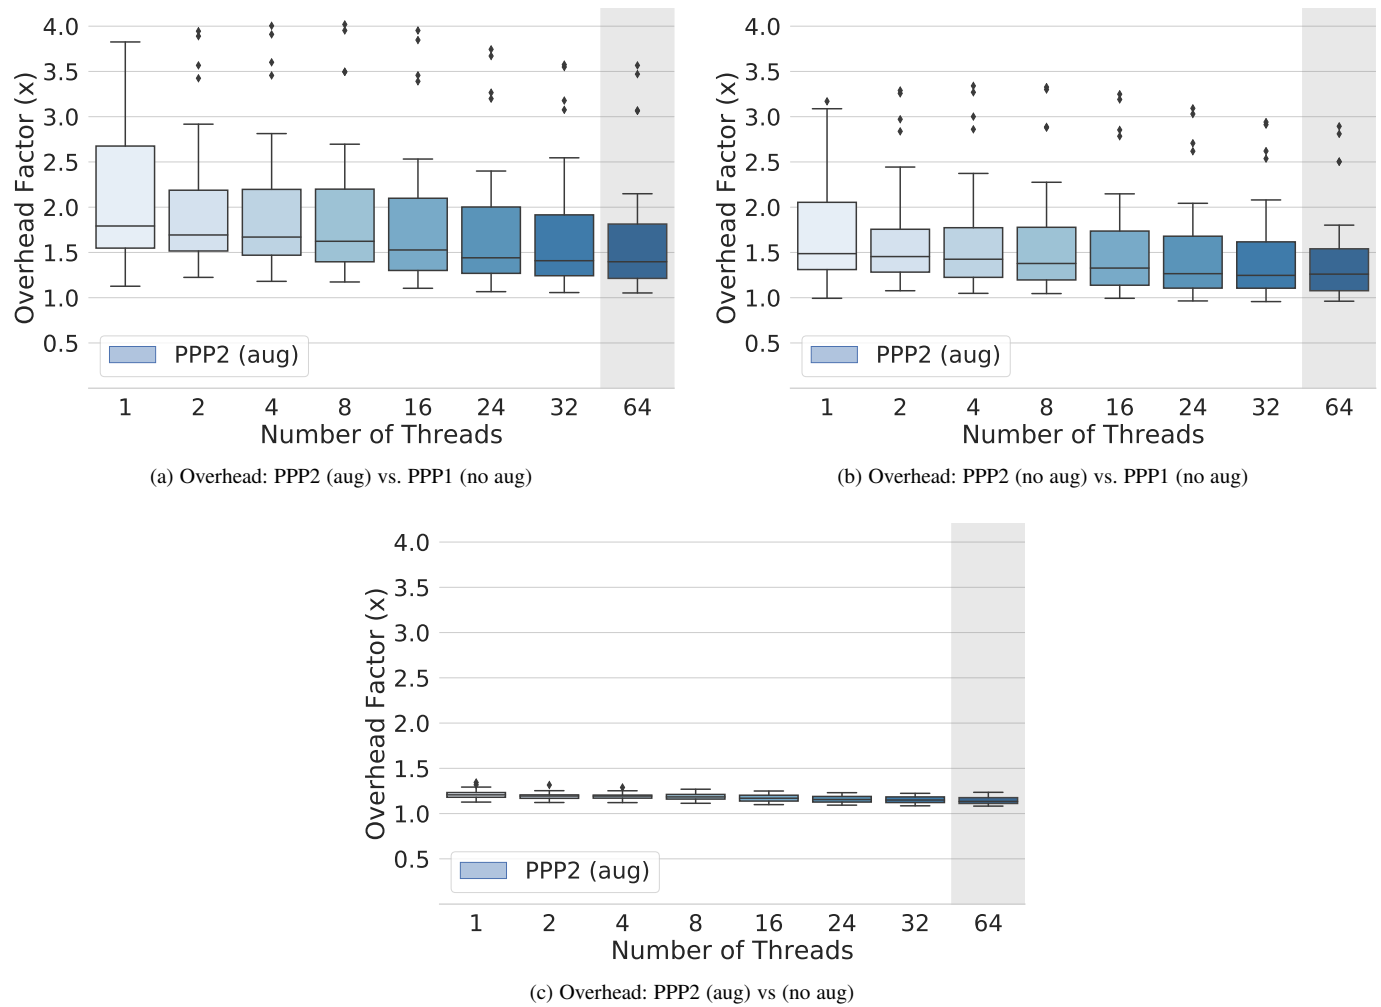 4.0
3.5
3.0
2.5
2.0
1.5
1.0
0.5
Overhead Factor (x)
PPP2 (aug)
1 2 4 8 16 24 32 64
Number of Threads
(a) Overhead: PPP2 (aug) vs. PPP1 (no aug)
4.0
3.5
3.0
2.5
2.0
1.5
1.0
0.5
Overhead Factor (x)
PPP2 (aug)
1 2 4 8 16 24 32 64
Number of Threads
(b) Overhead: PPP2 (no aug) vs. PPP1 (no aug)
4.0
3.5
3.0
2.5
2.0
1.5
1.0
0.5
Overhead Factor (x)
PPP2 (aug)
1 2 4 8 16 24 32 64
Number of Threads
(c) Overhead: PPP2 (aug) vs (no aug)